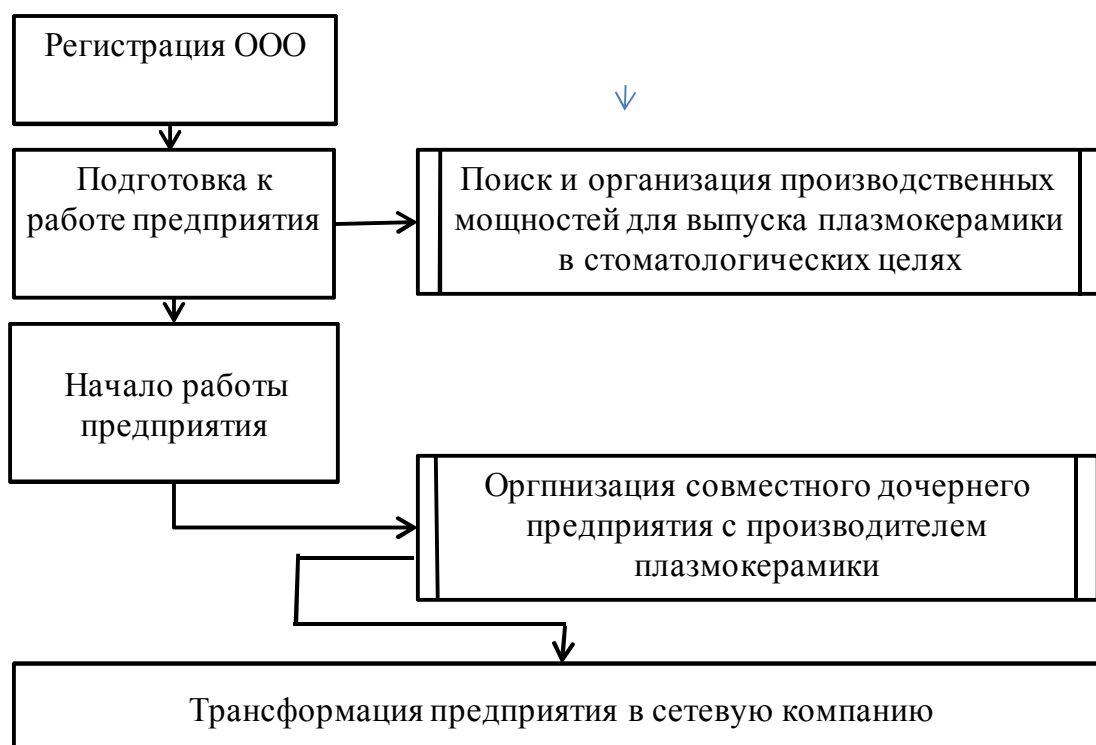 Регистрация ООО
Подготовка к
работе предприятия
Поиск и организация производственных
мощностей для выпуска плазмокерамики
в стоматологических целях
Начало работы
предприятия
Оргпнизация совместного дочернего
предприятия с производителем
плазмокерамики
Трансформация предприятия в сетевую компанию